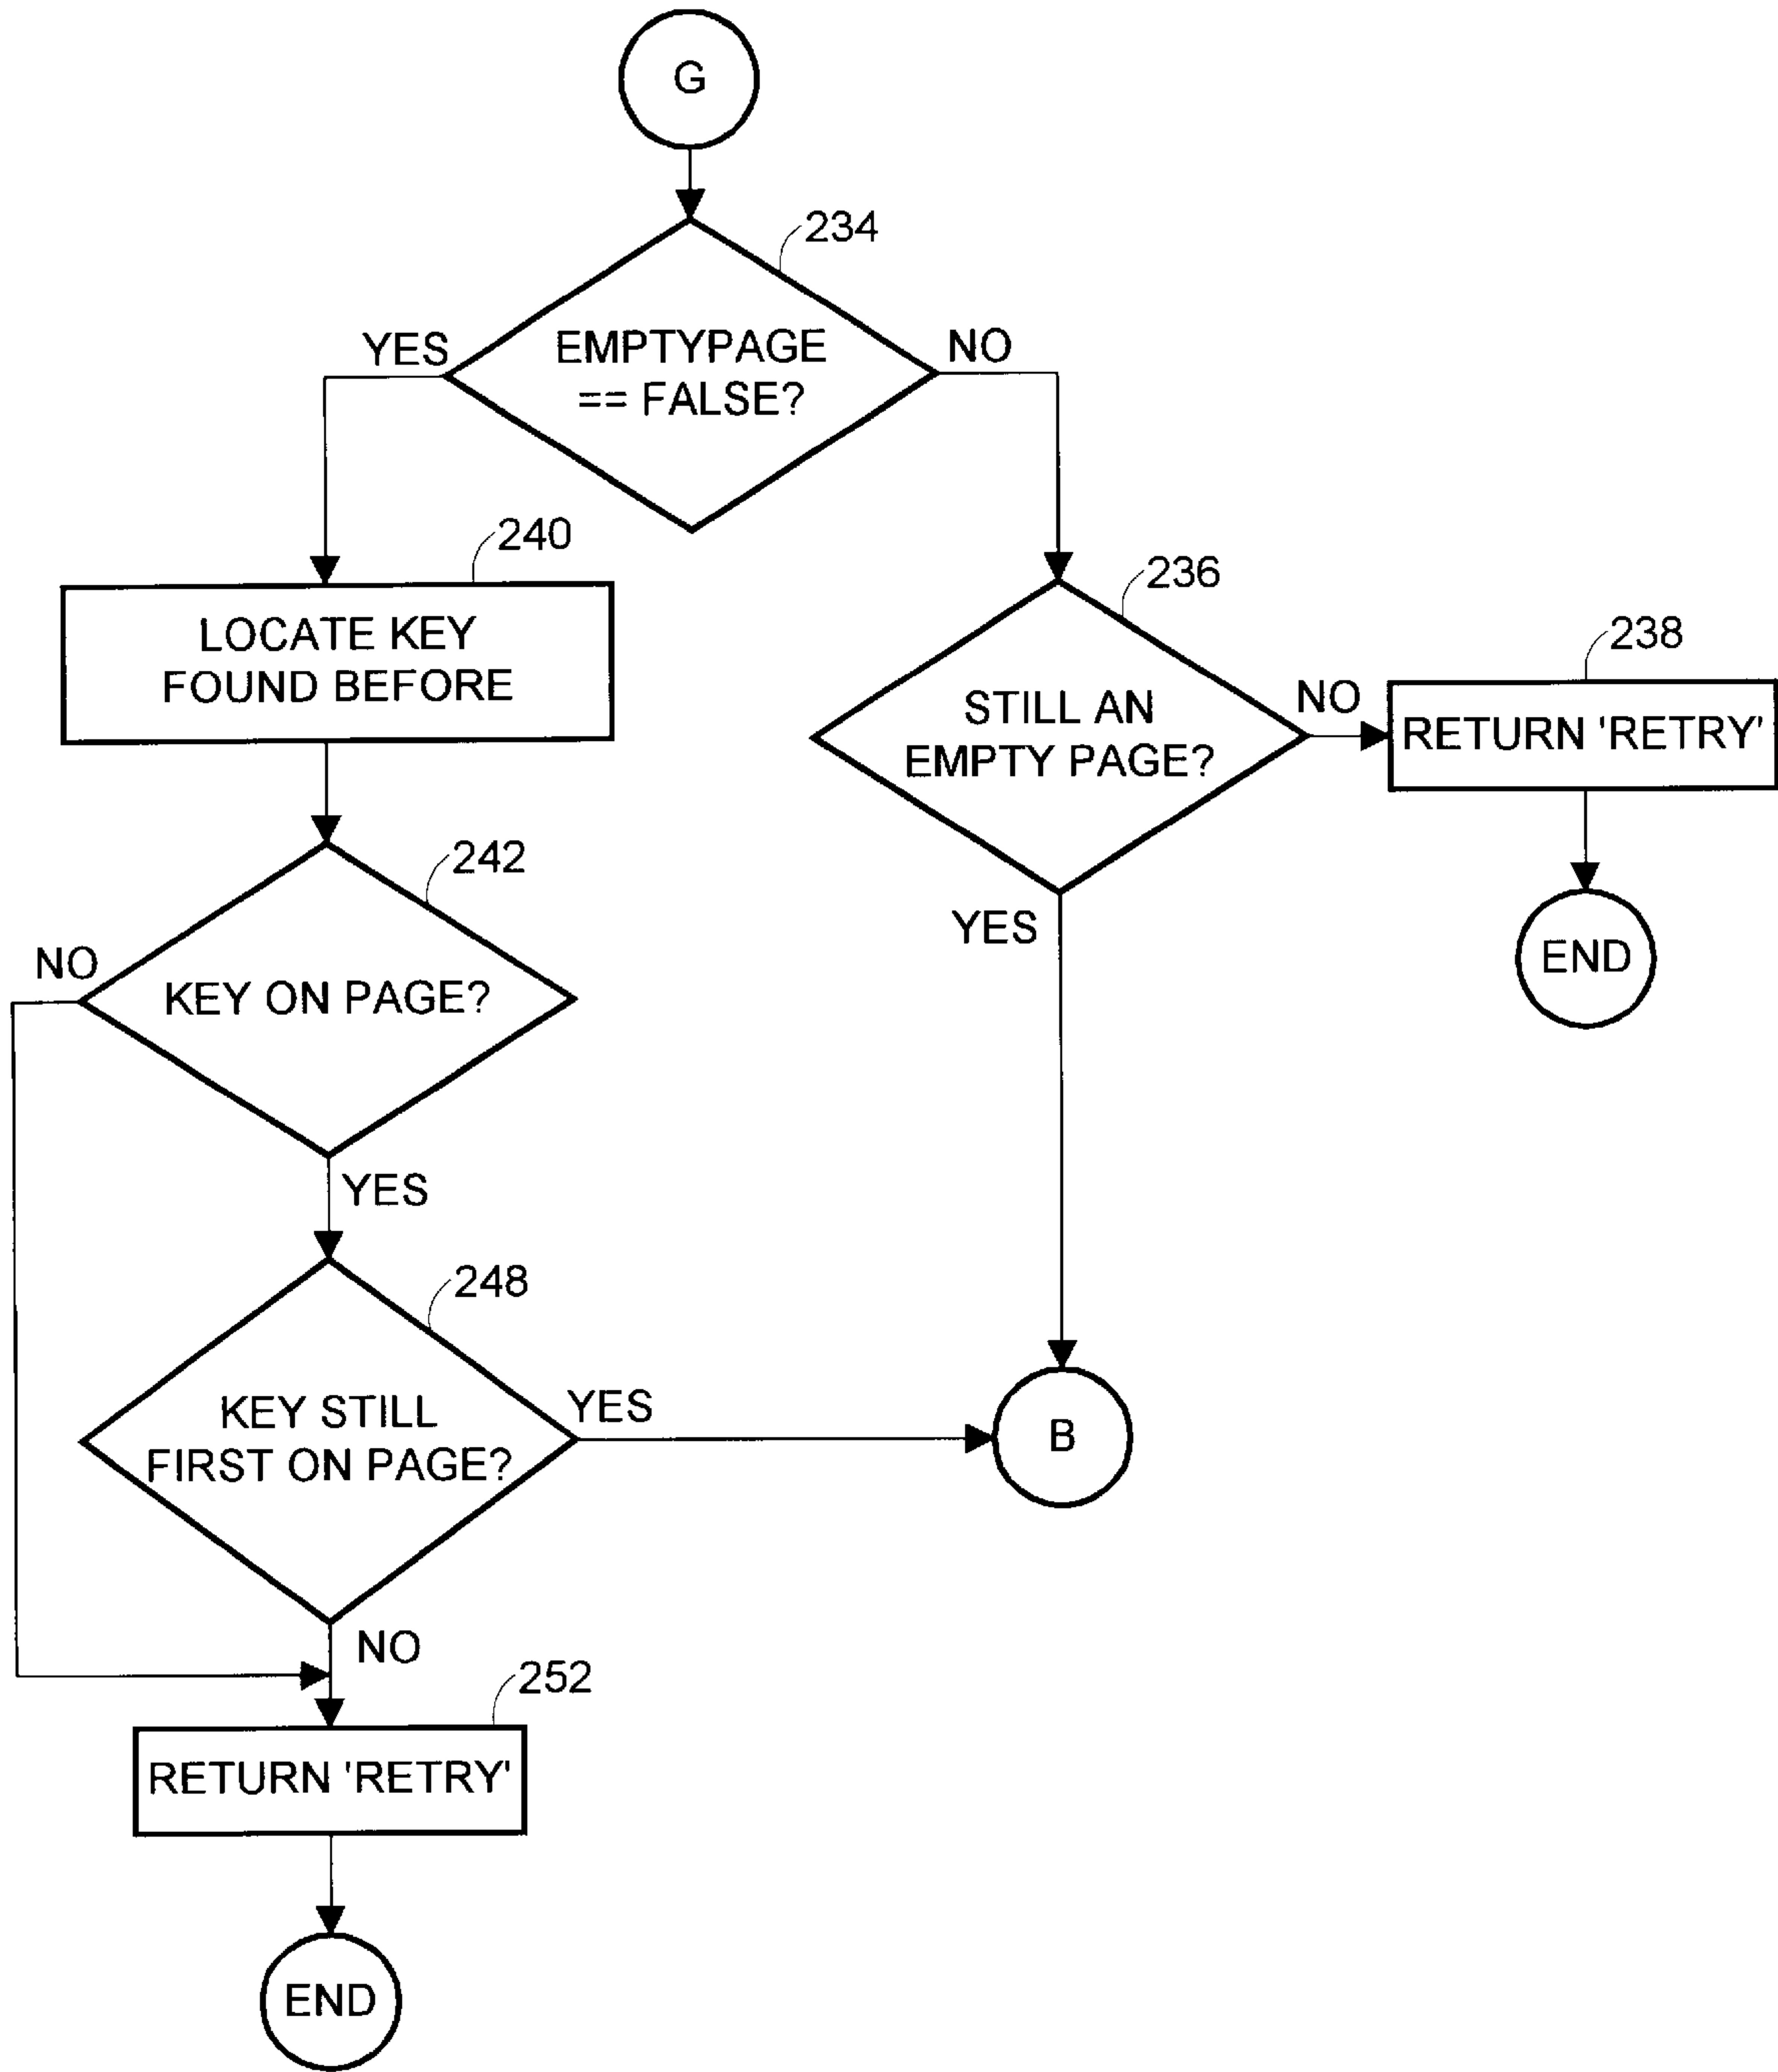 G
234
EMPTYPAGE
== FALSE?
YES
NO
240
LOCATE KEY
FOUND BEFORE
236
STILL AN
EMPTY PAGE?
NO
238
RETURN 'RETRY'
END
YES
242
KEY ON PAGE?
NO
YES
248
KEY STILL
FIRST ON PAGE?
YES
B
NO
252
RETURN 'RETRY'
END